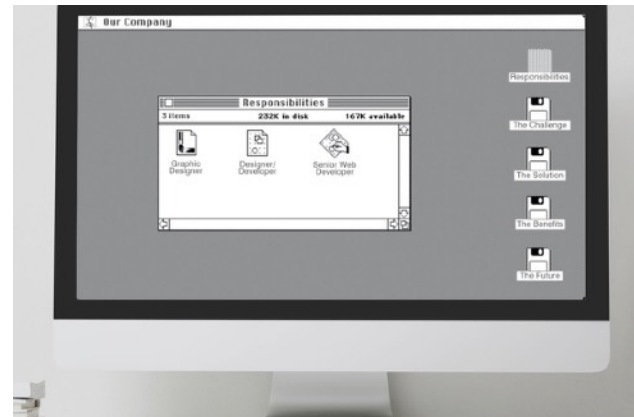 Our Company
Responsibilities
3 items 232K in disk 167K available
Graphic
Designer
Designer/
Developer
Senior Web
Developer
Responsibilities
The Challenge
The Solution
The Benefits
The Future